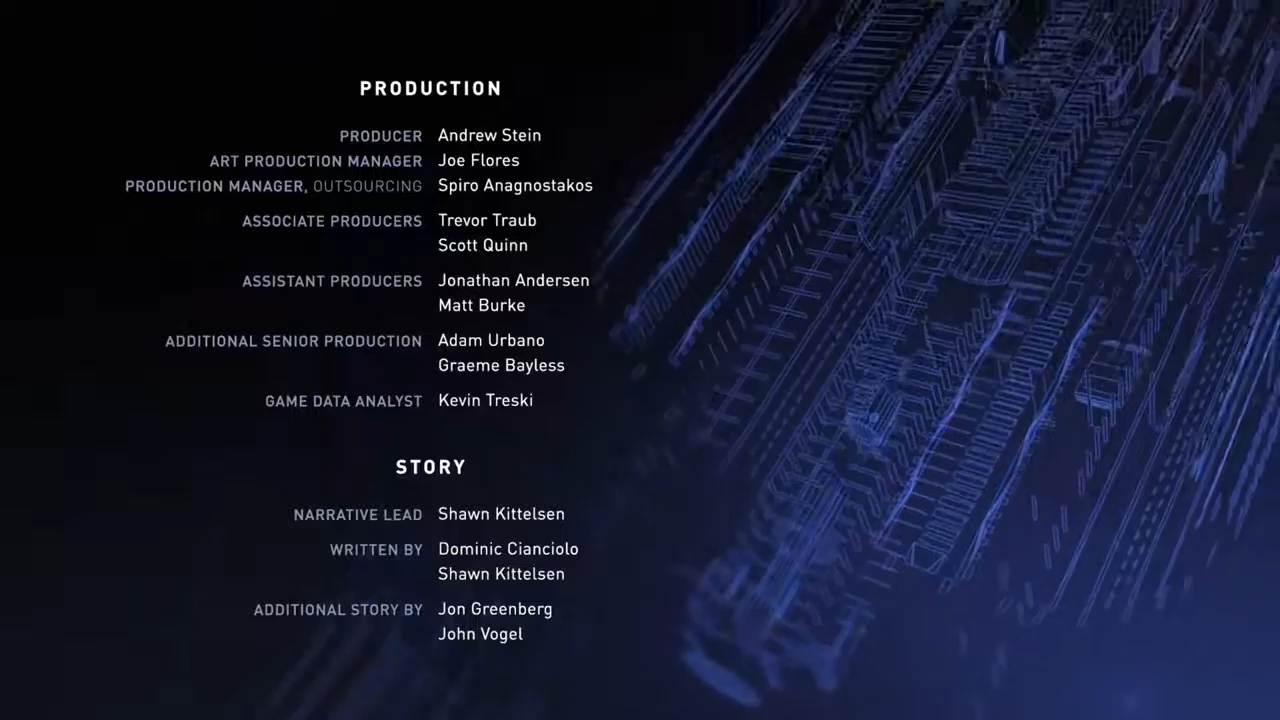 PRODUCTION
PRODUCER Andrew Stein
ART PRODUCTION MANAGER Joe Flores
PRODUCTION MANAGER, OUTSOURCING Spiro Anagnostakos
ASSOCIATE PRODUCERS Trevor Traub
Scott Quinn
ASSISTANT PRODUCERS Jonathan Andersen
Matt Burke
ADDITIONAL SENIOR PRODUCTION Adam Urbano
Graeme Bayless
GAME DATA ANALYST Kevin Treski
STORY
NARRATIVE LEAD Shawn Kittelsen
WRITTEN BY Dominic Cianciolo
Shawn Kittelsen
ADDITIONAL STORY BY Jon Greenberg
John Vogel